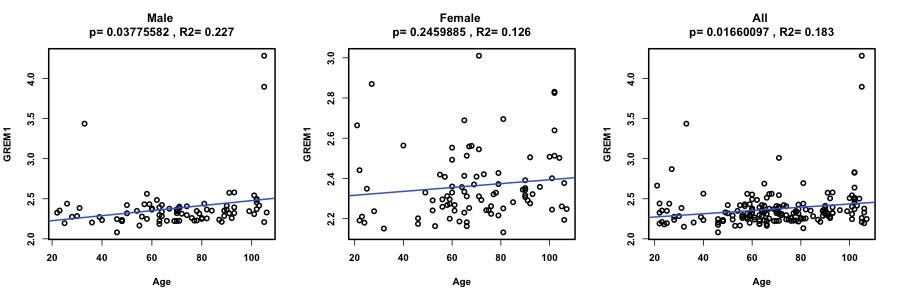 Male
p= 0.03775582 , R2= 0.227
GREM1
4.0
3.5
3.0
2.5
2.0
20 40 60 80 100
Age
Female
p= 0.2459885 , R2= 0.126
GREM1
3.0
2.8
2.6
2.4
2.2
20 40 60 80 100
Age
All
p= 0.01660097 , R2= 0.183
GREM1
4.0
3.5
3.0
2.5
2.0
20 40 60 80 100
Age